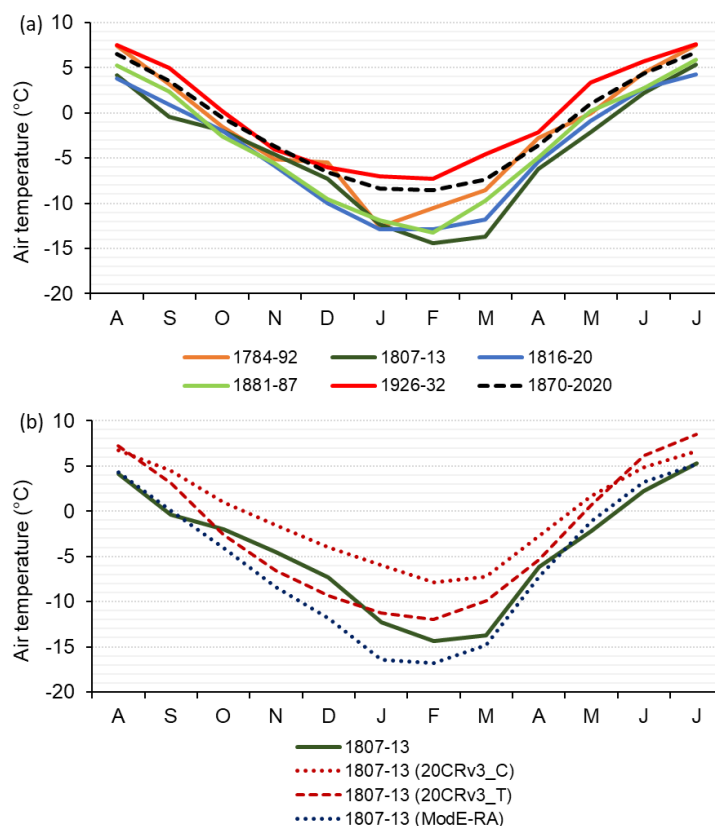 (a)
10
5
0
-5
-10
-15
-20
Air temperature (°C)
A S O N D J F M A M J J
1784-92 1807-13 1816-20
1881-87 1926-32 1870-2020
(b)
10
5
0
-5
-10
-15
-20
Air temperature (°C)
A S O N D J F M A M J J
1807-13
1807-13 (20CRv3_C)
1807-13 (20CRv3_T)
1807-13 (ModE-RA)